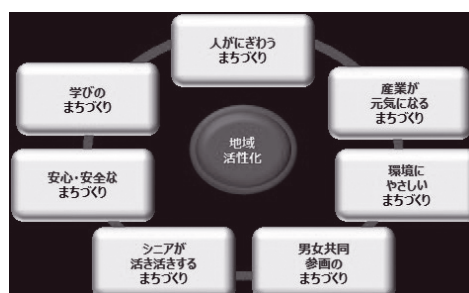 人がにぎわう
まちづくり
産業が
元気になる
まちづくり
環境に
やさしい
まちづくり
男女共同
参画の
まちづくり
シニアが
活き活きする
まちづくり
安心・安全な
まちづくり
学びの
まちづくり
地域
活性化